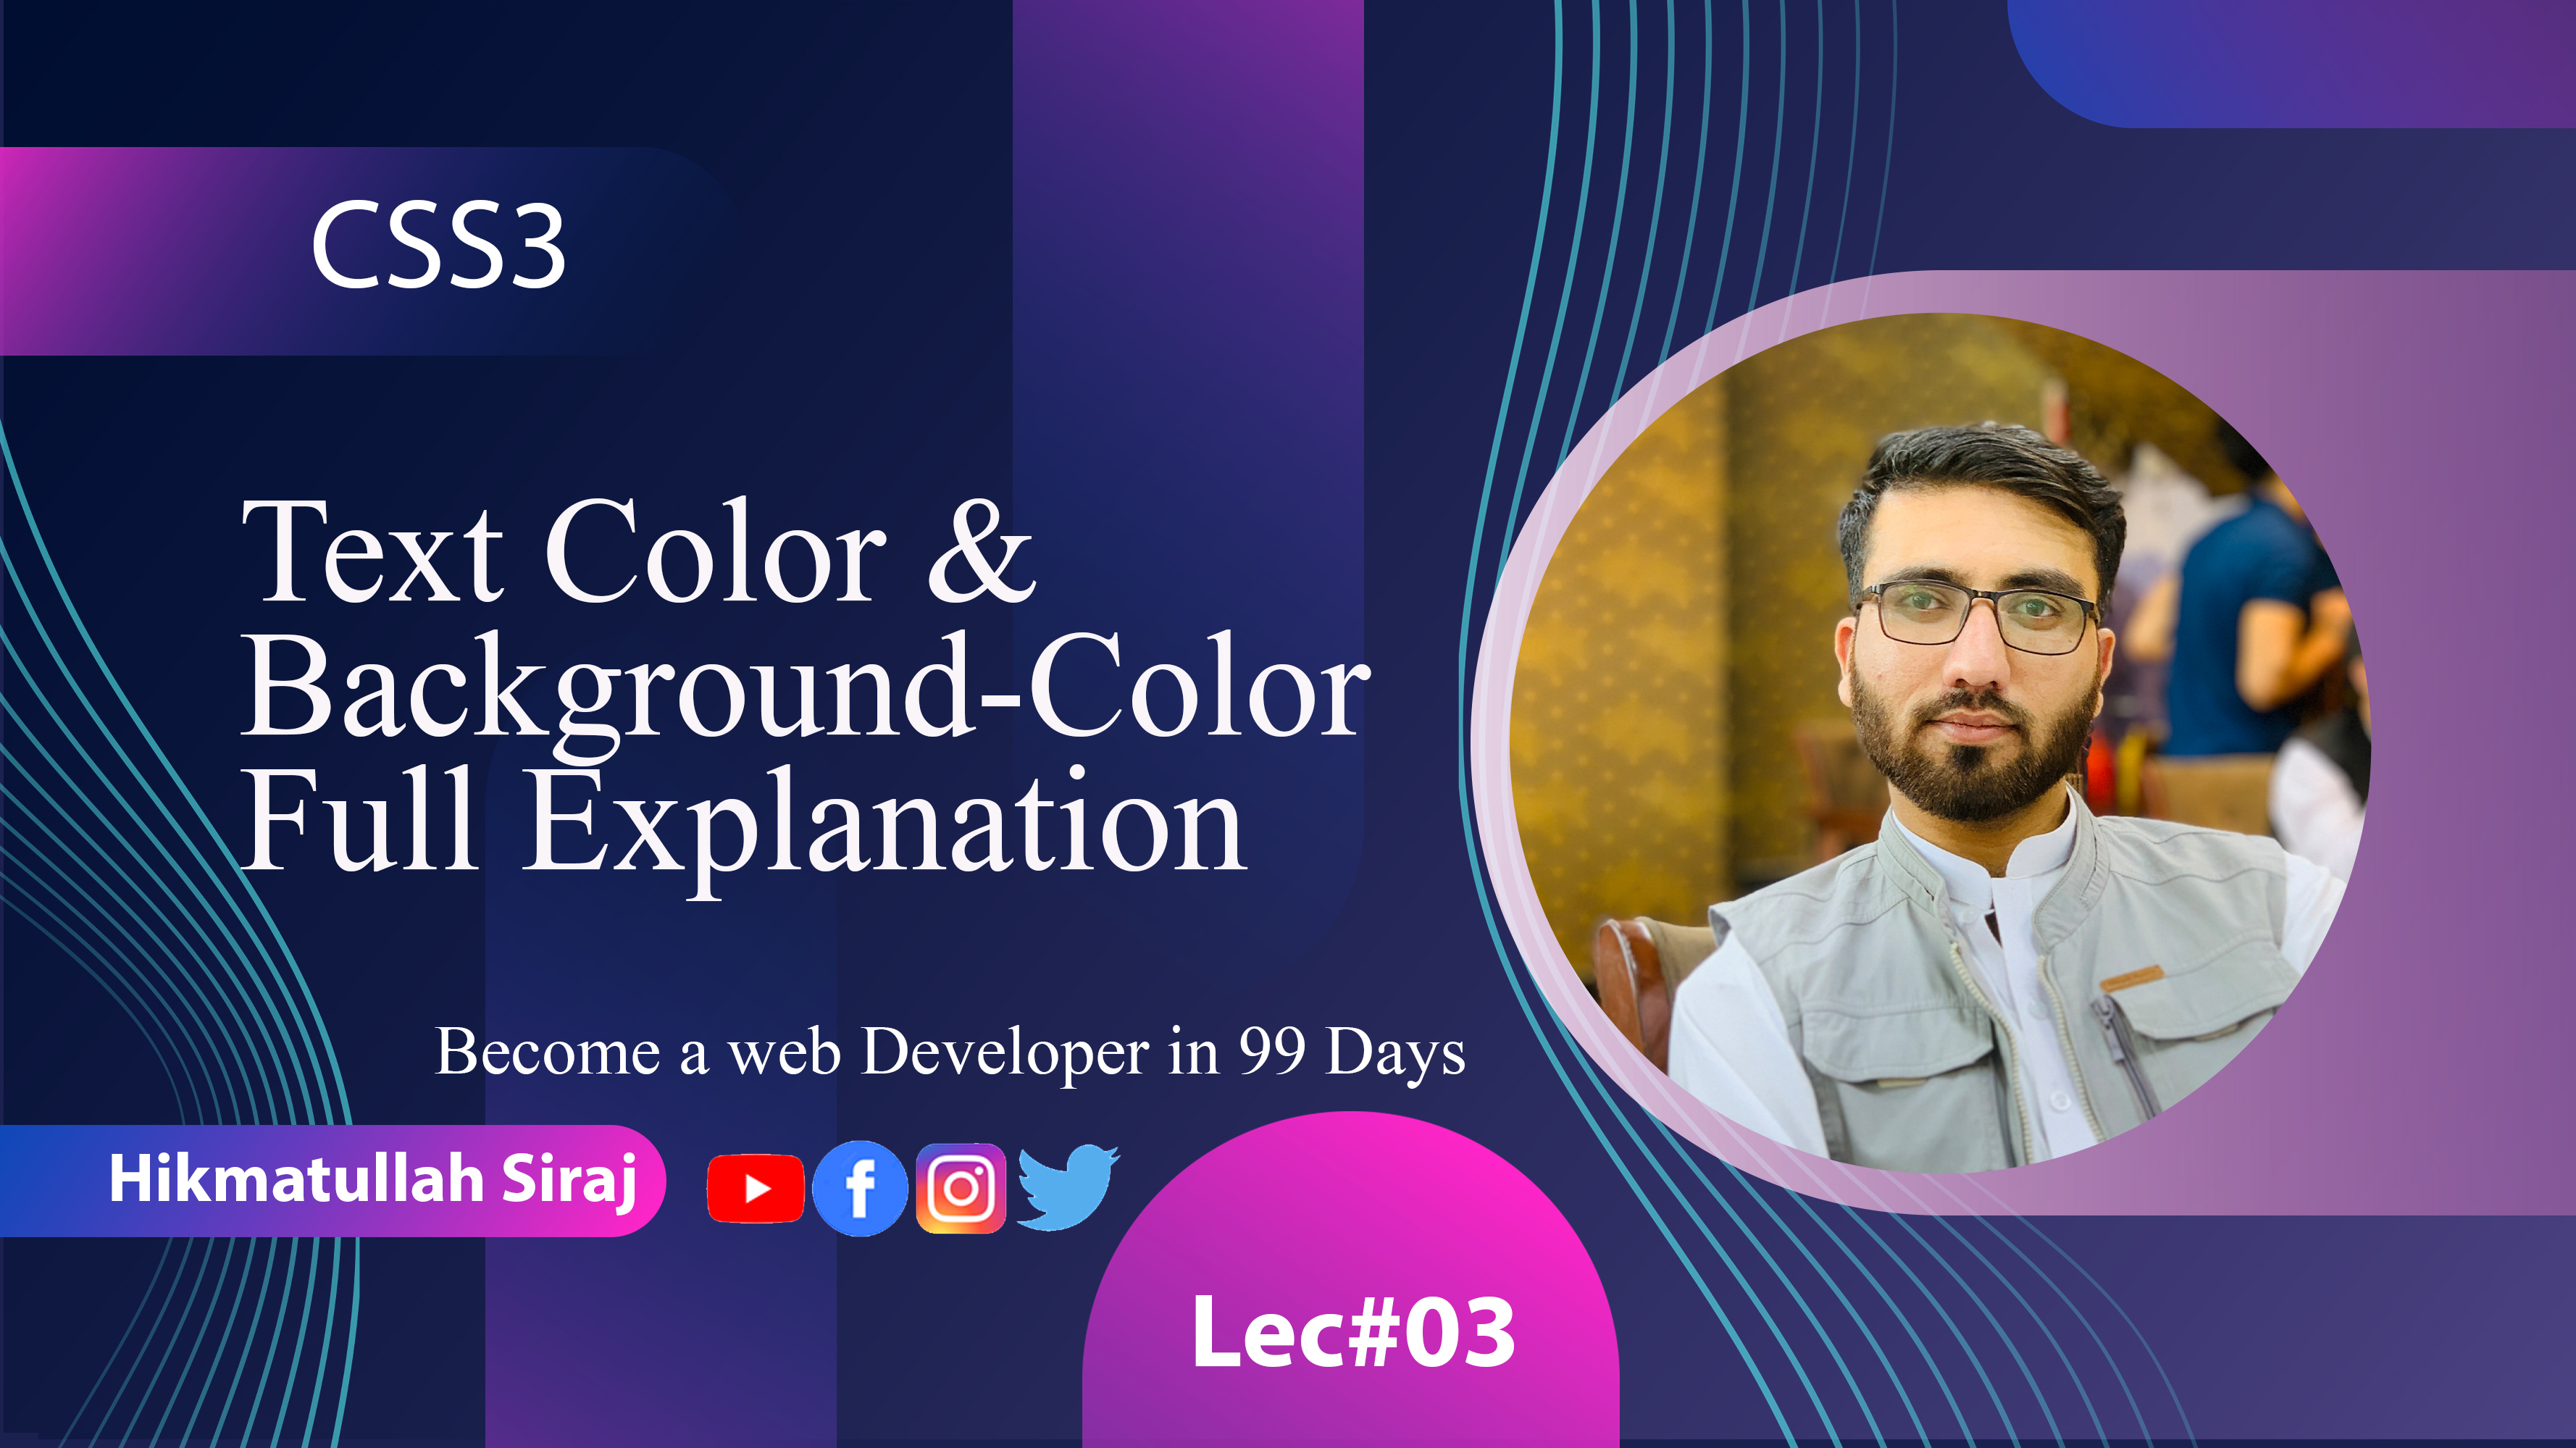 CSS3
Text Color &
Background-Color
Full Explanation
Become a web Developer in 99 Days
Hikmatullah Siraj
Lec#03